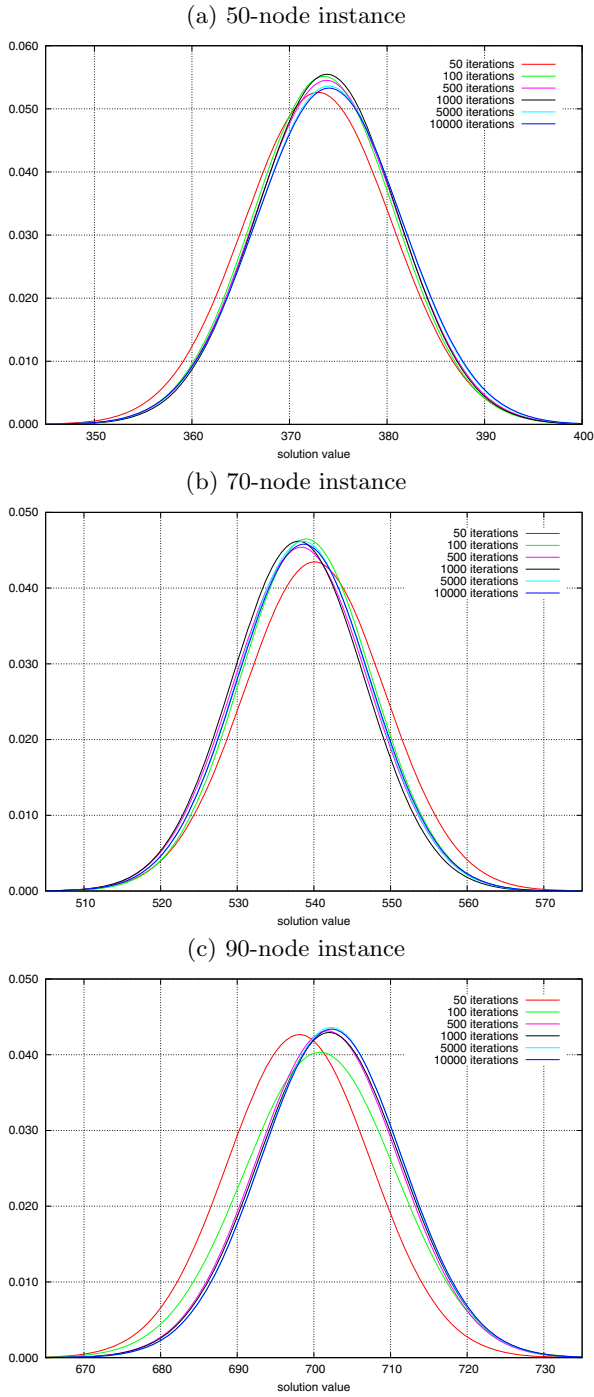 (a) 50-node instance
0.060
0.050
0.040
0.030
0.020
0.010
0.000
50 iterations
100 iterations
500 iterations
1000 iterations
5000 iterations
10000 iterations
350 360 370 380 390 400
solution value
(b) 70-node instance
0.050
0.040
0.030
0.020
0.010
0.000
50 iterations
100 iterations
500 iterations
1000 iterations
5000 iterations
10000 iterations
510 520 530 540 550 560 570
solution value
(c) 90-node instance
0.050
0.040
0.030
0.020
0.010
0.000
50 iterations
100 iterations
500 iterations
1000 iterations
5000 iterations
10000 iterations
670 680 690 700 710 720 730
solution value